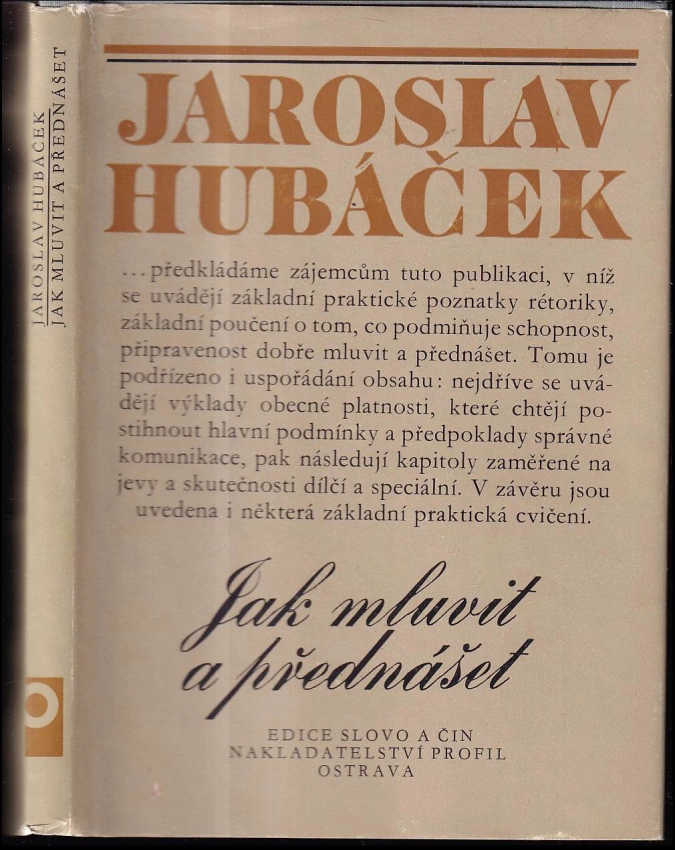 JAROSLAV HUBÁČEK
JAK MLUVIT A PŘEDNÁŠET
JAROSLAV
HUBÁČEK
...předkládáme zájemcům tuto publikaci, v níž
se uvádějí základní praktické poznatky rétoriky,
základní poučení o tom, co podmiňuje schopnost,
připravenost dobře mluvit a přednášet. Tomu je
podřízeno i uspořádání obsahu: nejdříve se uvá-
dějí výklady obecné platnosti, které chtějí po-
stihnout hlavní podmínky a předpoklady správné
komunikace, pak následují kapitoly zaměřené na
jevy a skutečnosti dílčí a speciální. V závěru jsou
uvedena i některá základní praktická cvičení.
Jak mluvit
a přednášet
EDICE SLOVO A ČIN
NAKLADATELSTVÍ PROFIL
OSTRAVA